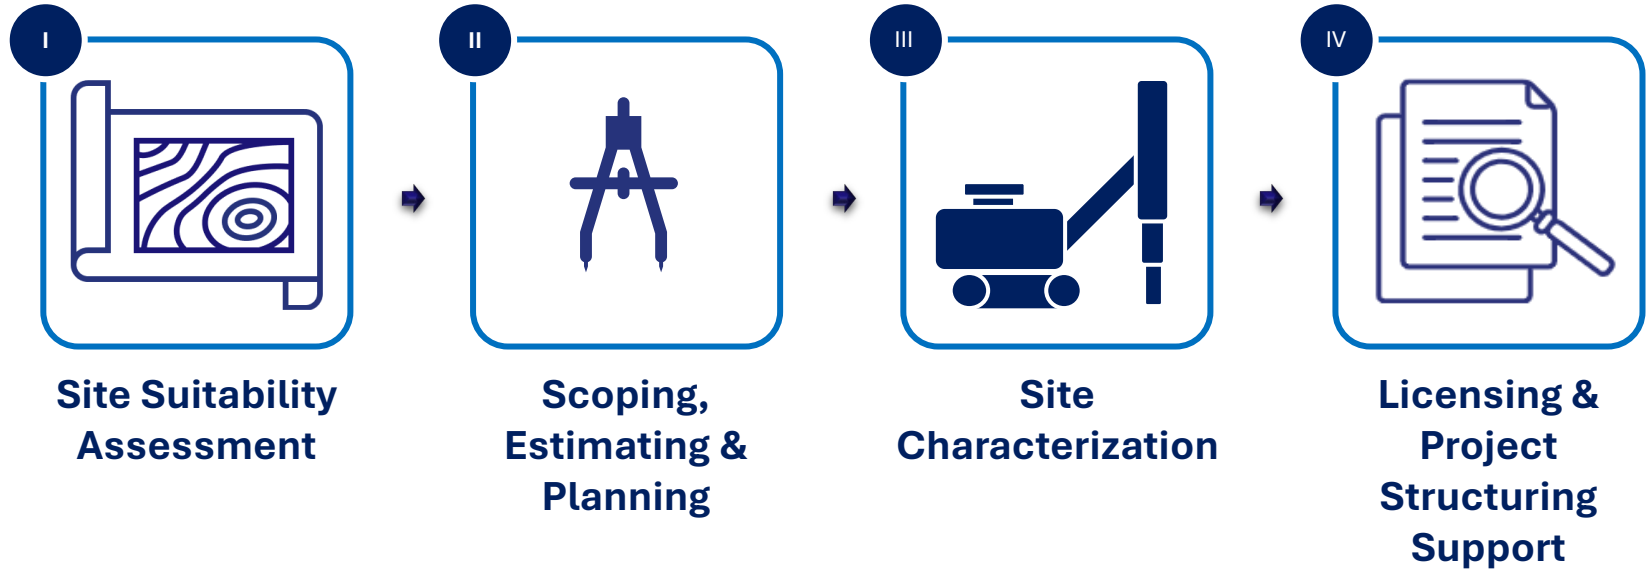 I
II
III
IV
Site Suitability
Assessment
Scoping,
Estimating &
Planning
Site
Characterization
Licensing &
Project
Structuring
Support